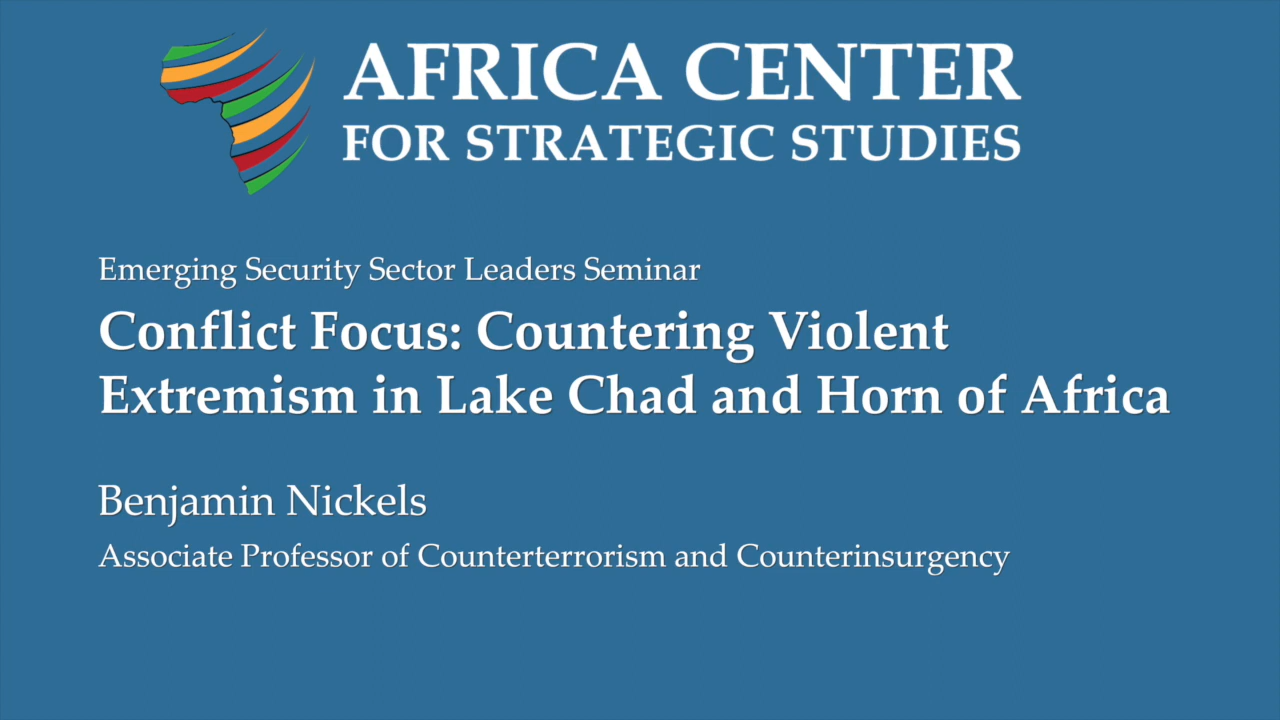 AFRICA CENTER
FOR STRATEGIC STUDIES
Emerging Security Sector Leaders Seminar
Conflict Focus: Countering Violent
Extremism in Lake Chad and Horn of Africa
Benjamin Nickels
Associate Professor of Counterterrorism and Counterinsurgency